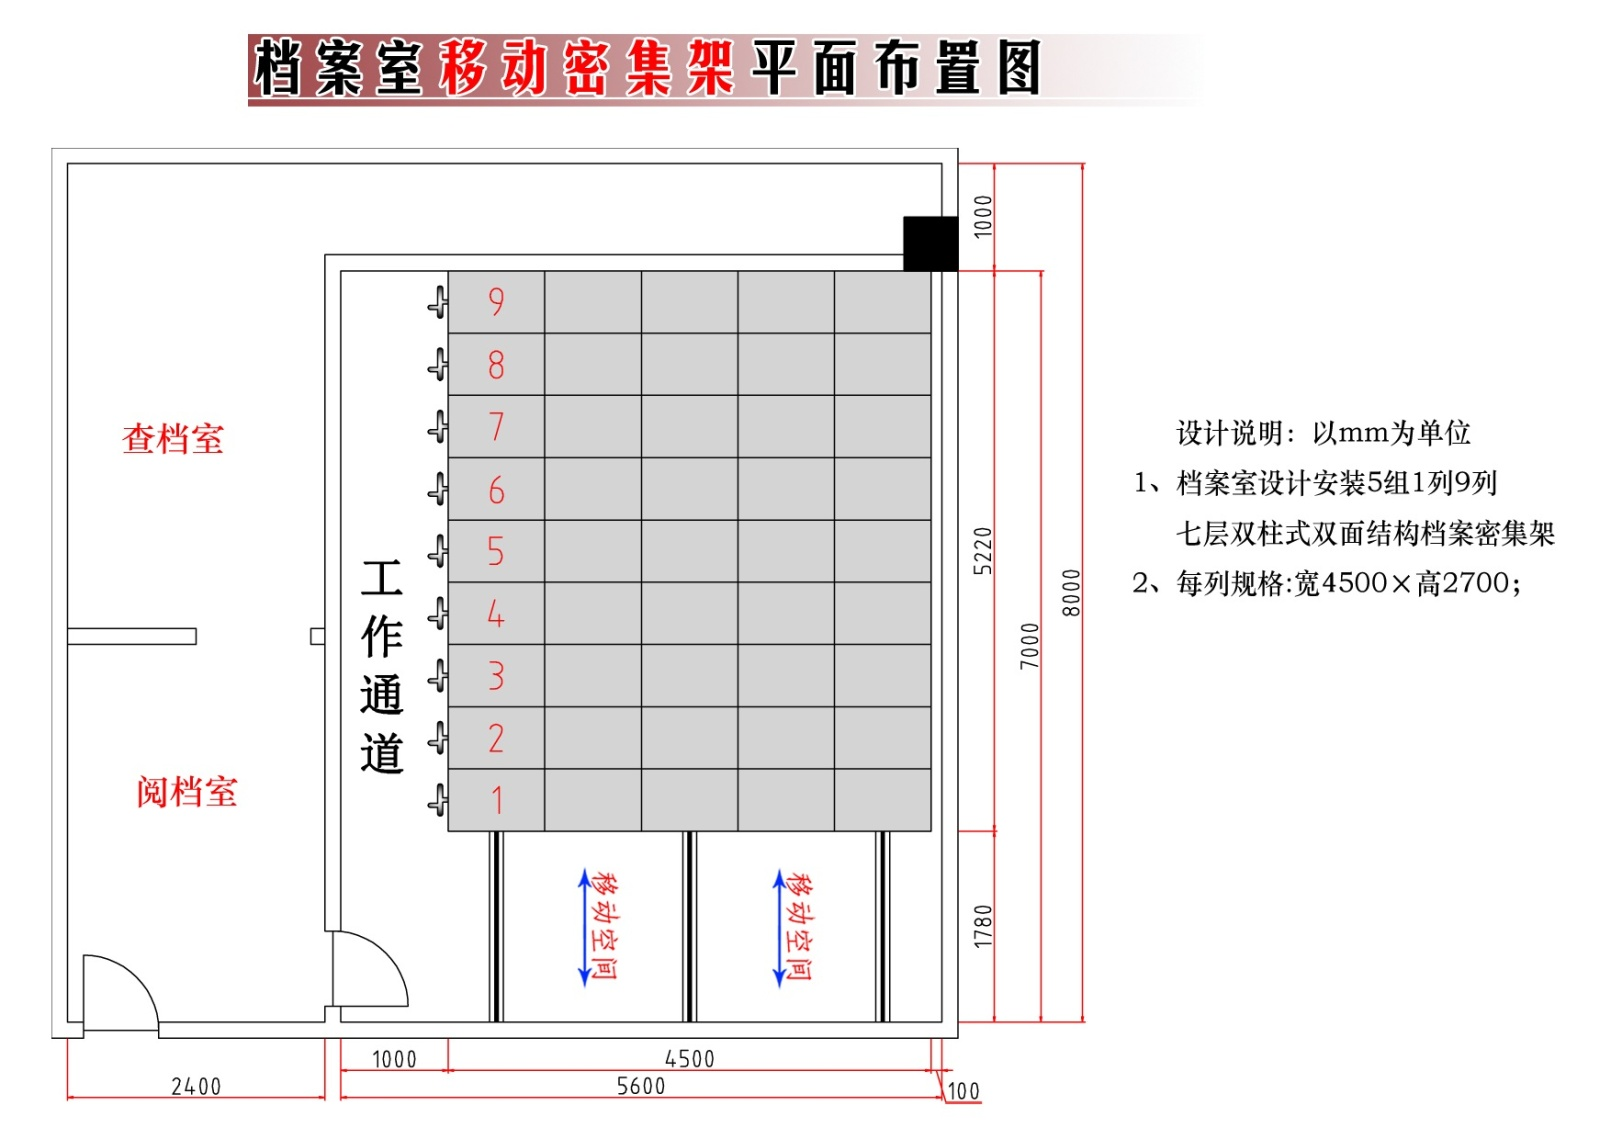 档案室移动密集架平面布置图
1000
9
8
7
查档室
6
5
4
3
2
1
工作通道
阅档室
5220
7000
8000
1780
移动空间
移动空间
设计说明：以mm为单位
1、档案室设计安装5组1列9列
七层双柱式双面结构档案密集架
2、每列规格:宽4500×高2700；
1000
4500
2400
5600
100